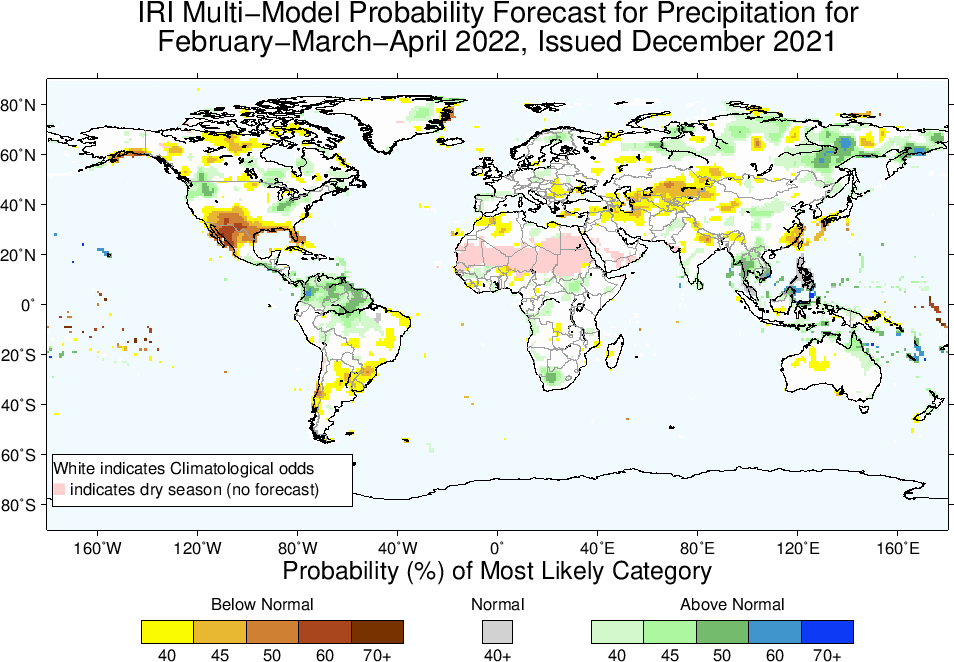 IRI Multi−Model Probability Forecast for Precipitation for
February−March−April 2022, Issued December 2021
80˚N
60˚N
40˚N
20˚N
0˚
20˚S
40˚S
60˚S
80˚S
White indicates Climatological odds
indicates dry season (no forecast)
160˚W 120˚W 80˚W 40˚W 0˚ 40˚E 80˚E 120˚E 160˚E
Probability (%) of Most Likely Category
Below Normal Normal Above Normal
40 45 50 60 70+ 40+ 40 45 50 60 70+